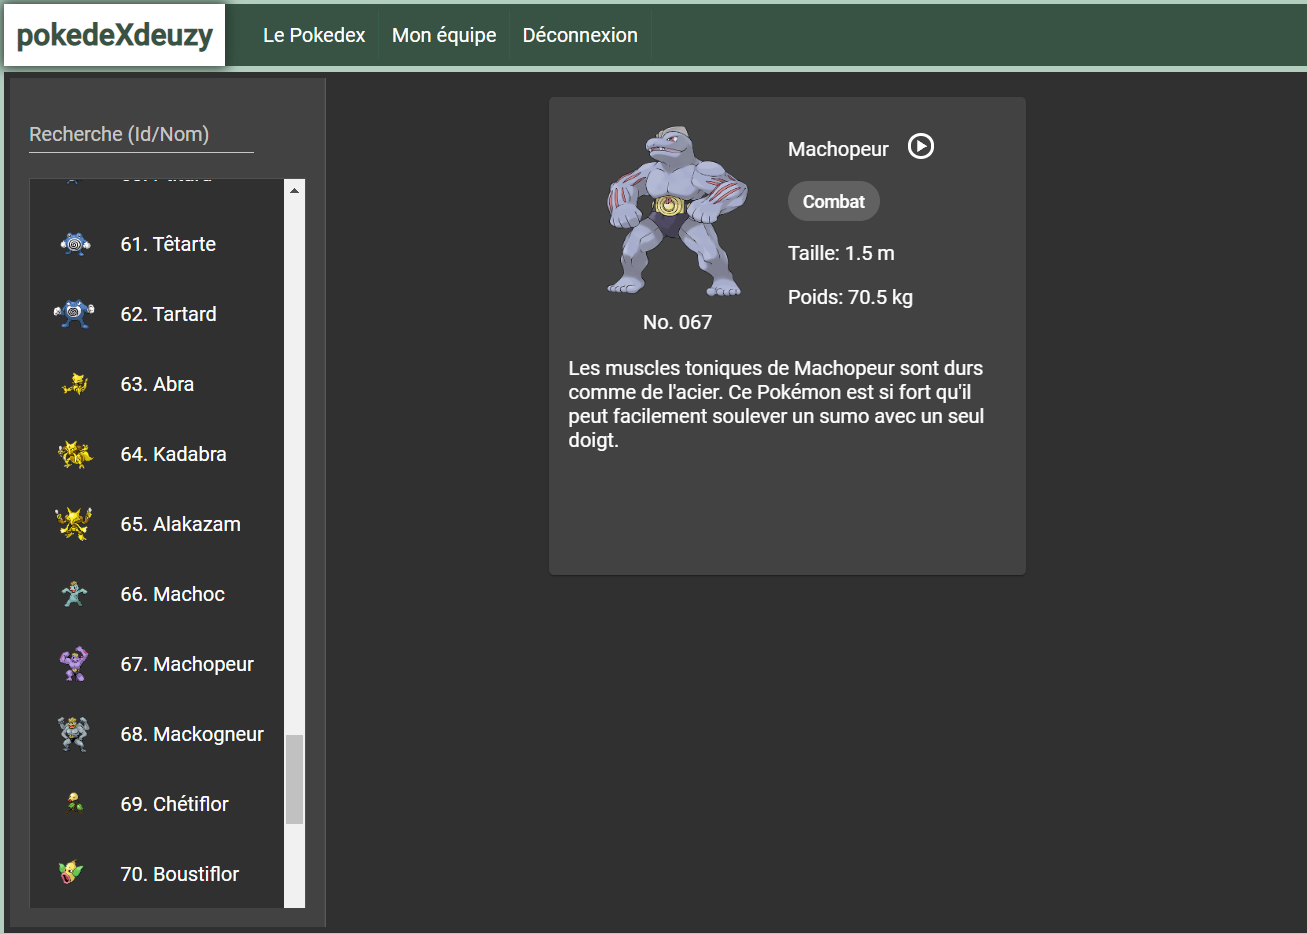 pokedeXdeuzy
Le Pokedex
Mon équipe
Déconnexion
Recherche (Id/Nom)
61. Têtarte
62. Tartard
63. Abra
64. Kadabra
65. Alakazam
66. Machoc
67. Machopeur
68. Mackogneur
69. Chétiflor
70. Boustiflor
Machopeur
Combat
Taille: 1.5 m
Poids: 70.5 kg
No. 067
Les muscles toniques de Machopeur sont durs
comme de l'acier. Ce Pokémon est si fort qu'il
peut facilement soulever un sumo avec un seul
doigt.